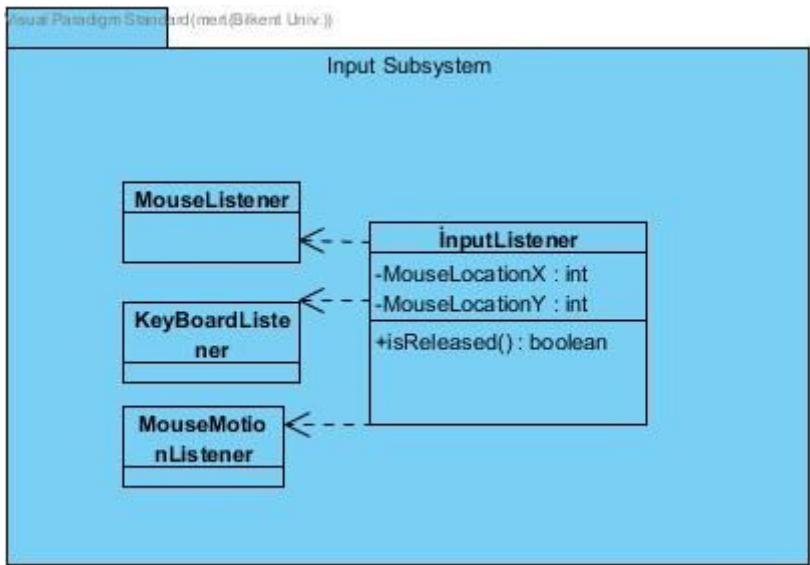 Visual Paradigm Standard(mert(Bilkent Univ.))
Input Subsystem
MouseListener
İnputListener
-MouseLocationX : int
-MouseLocationY : int
+isReleased() : boolean
KeyBoardListe
ner
MouseMotio
nListener